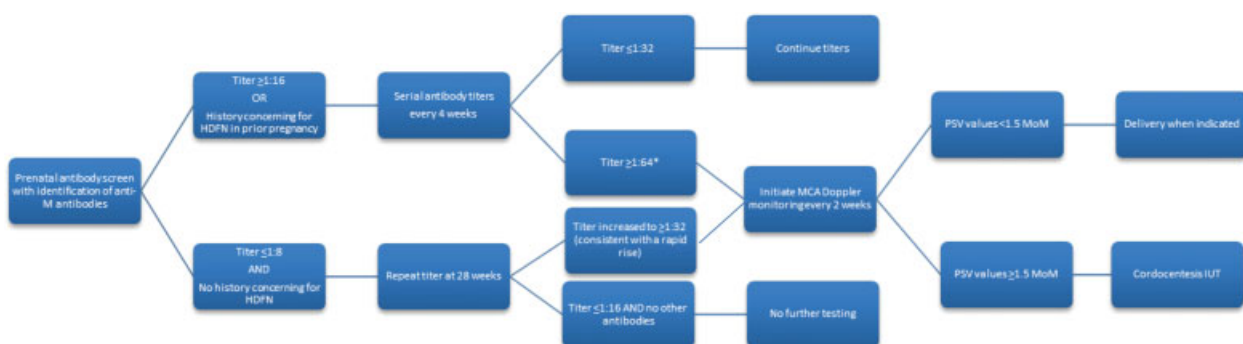 Prenatal antibody screen
with identification of anti-
M antibodies
Titer ≥1:16
OR
History concerning for
HDFN in prior pregnancy
Titer ≤1:8
AND
No history concerning for
HDFN
Serial antibody titers
every 4 weeks
Repeat titer at 28 weeks
Titer ≤1:32
Continue titers
Titer ≥1:64*
Titer increased to ≥1:32
(consistent with a rapid
rise)
Titer ≤1:16 AND no other
antibodies
No further testing
Initiate MCA Doppler
monitoring every 2 weeks
PSV values <1.5 MoM
Delivery when indicated
PSV values ≥1.5 MoM
Cordocentesis IUT